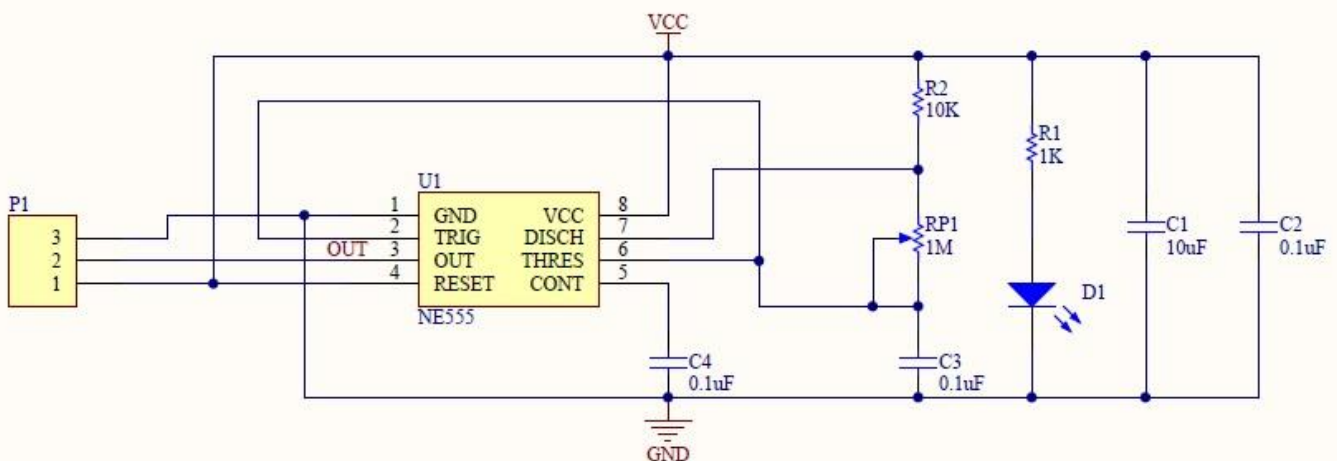 VCC
R2
10K
R1
1K
U1
P1
1 GND VCC 8
2 TRIG DISCH 7
OUT 3 OUT THRES 6
4 RESET CONT 5
NE555
3
2
1
RP1
1M
C1
10uF
C2
0.1uF
D1
C4
0.1uF
C3
0.1uF
GND